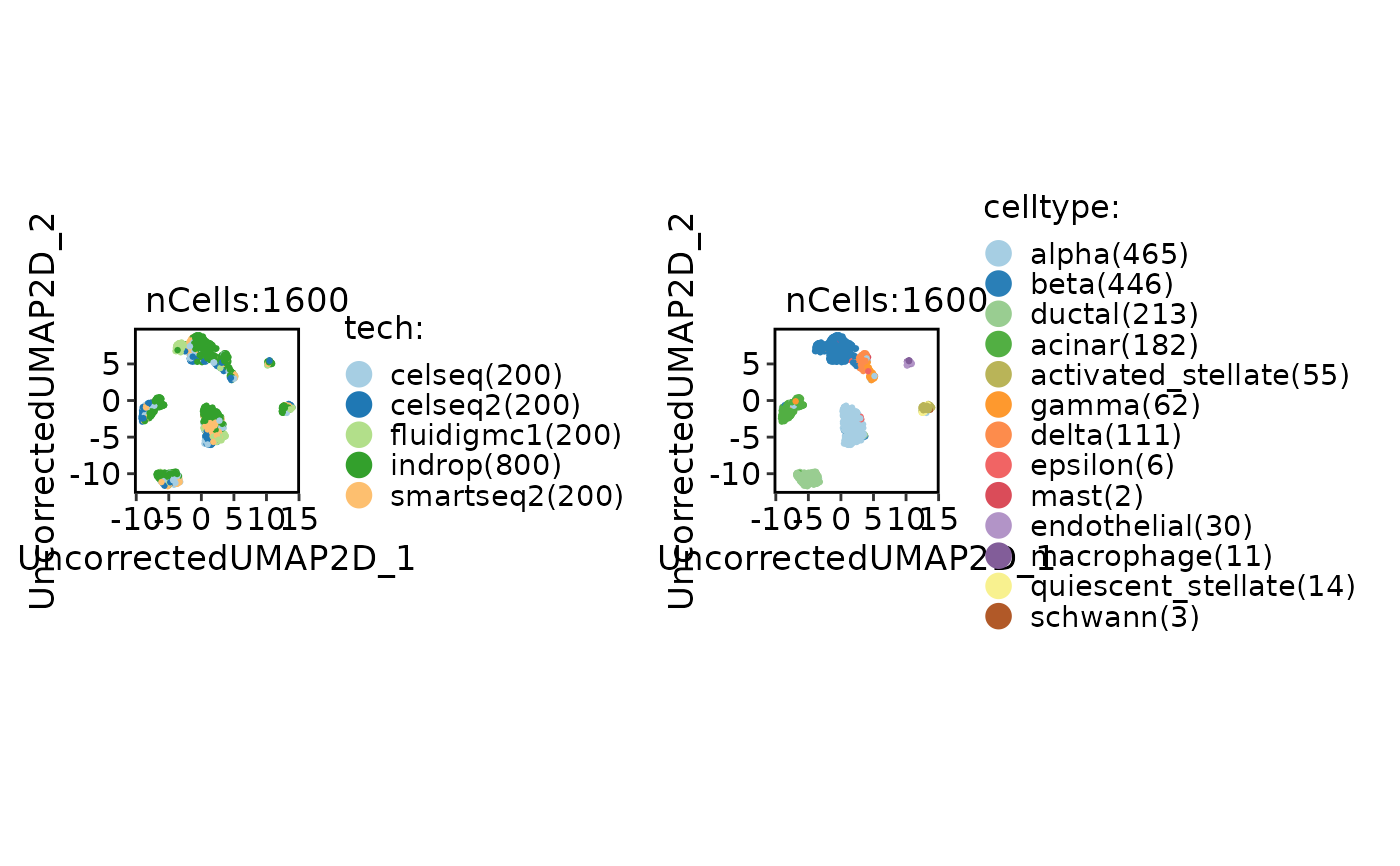 UncorrectedUMAP2D_2
nCells:1600
5
0
-5
-10
-10 -5 0 5 10 15
UncorrectedUMAP2D_1
tech:
celseq(200)
celseq2(200)
fluidigmc1(200)
indrop(800)
smartseq2(200)
UncorrectedUMAP2D_2
nCells:1600
5
0
-5
-10
-10 -5 0 5 10 15
UncorrectedUMAP2D_1
celltype:
alpha(465)
beta(446)
ductal(213)
acinar(182)
activated_stellate(55)
gamma(62)
delta(111)
epsilon(6)
mast(2)
endothelial(30)
macrophage(11)
quiescent_stellate(14)
schwann(3)